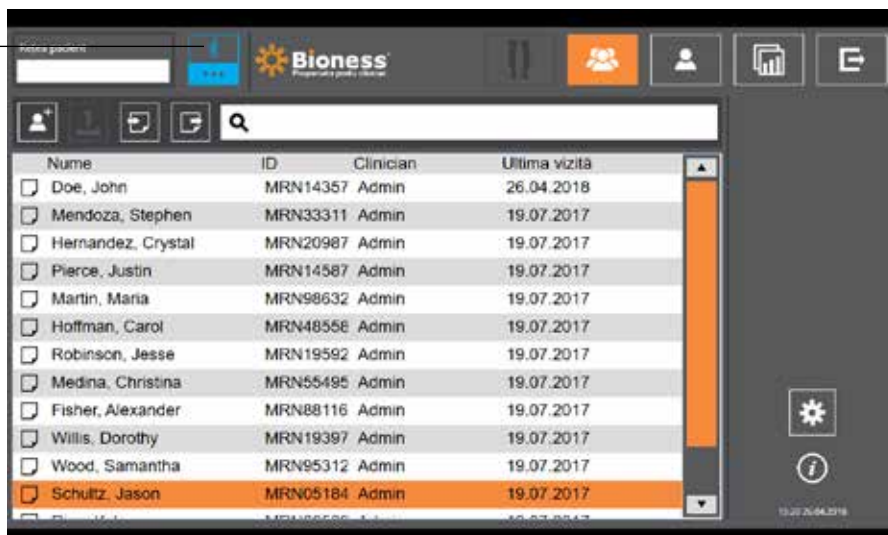 pacient
Bioness
Nume ID Clinician Ultima vizită
Doe, John MRN14357 Admin 26.04.2018
Mendoza, Stephen MRN33311 Admin 19.07.2017
Hernandez, Crystal MRN20987 Admin 19.07.2017
Pierce, Justin MRN14587 Admin 19.07.2017
Martin, Maria MRN98632 Admin 19.07.2017
Hoffman, Carol MRN48558 Admin 19.07.2017
Robinson, Jesse MRN19592 Admin 19.07.2017
Medina, Christina MRN55495 Admin 19.07.2017
Fisher, Alexander MRN88116 Admin 19.07.2017
Willis, Dorothy MRN19397 Admin 19.07.2017
Wood, Samantha MRN95312 Admin 19.07.2017
Schultz, Jason MRN05184 Admin 19.07.2017